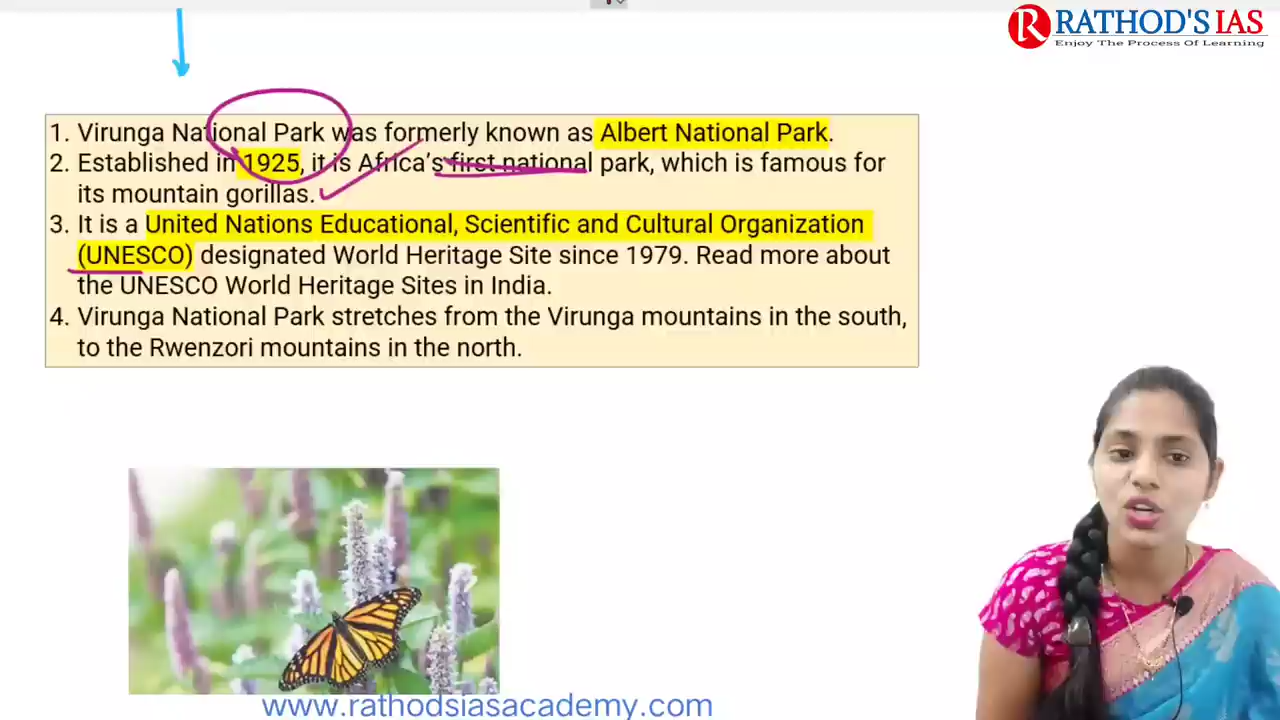 RATHOD'S IAS
Enjoy The Process Of Learning
1. Virunga National Park was formerly known as Albert National Park.
2. Established in 1925, it is Africa's first national park, which is famous for
its mountain gorillas.
3. It is a United Nations Educational, Scientific and Cultural Organization
(UNESCO) designated World Heritage Site since 1979. Read more about
the UNESCO World Heritage Sites in India.
4. Virunga National Park stretches from the Virunga mountains in the south,
to the Rwenzori mountains in the north.
www.rathodsiasacademy.com